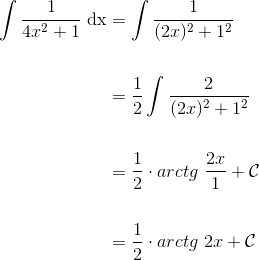 ∫ 1/(4x² + 1) dx = ∫ 1/((2x)² + 1²)
= 1/2 ∫ 2/((2x)² + 1²)
= 1/2 · arctg 2x/1 + C
= 1/2 · arctg 2x + C